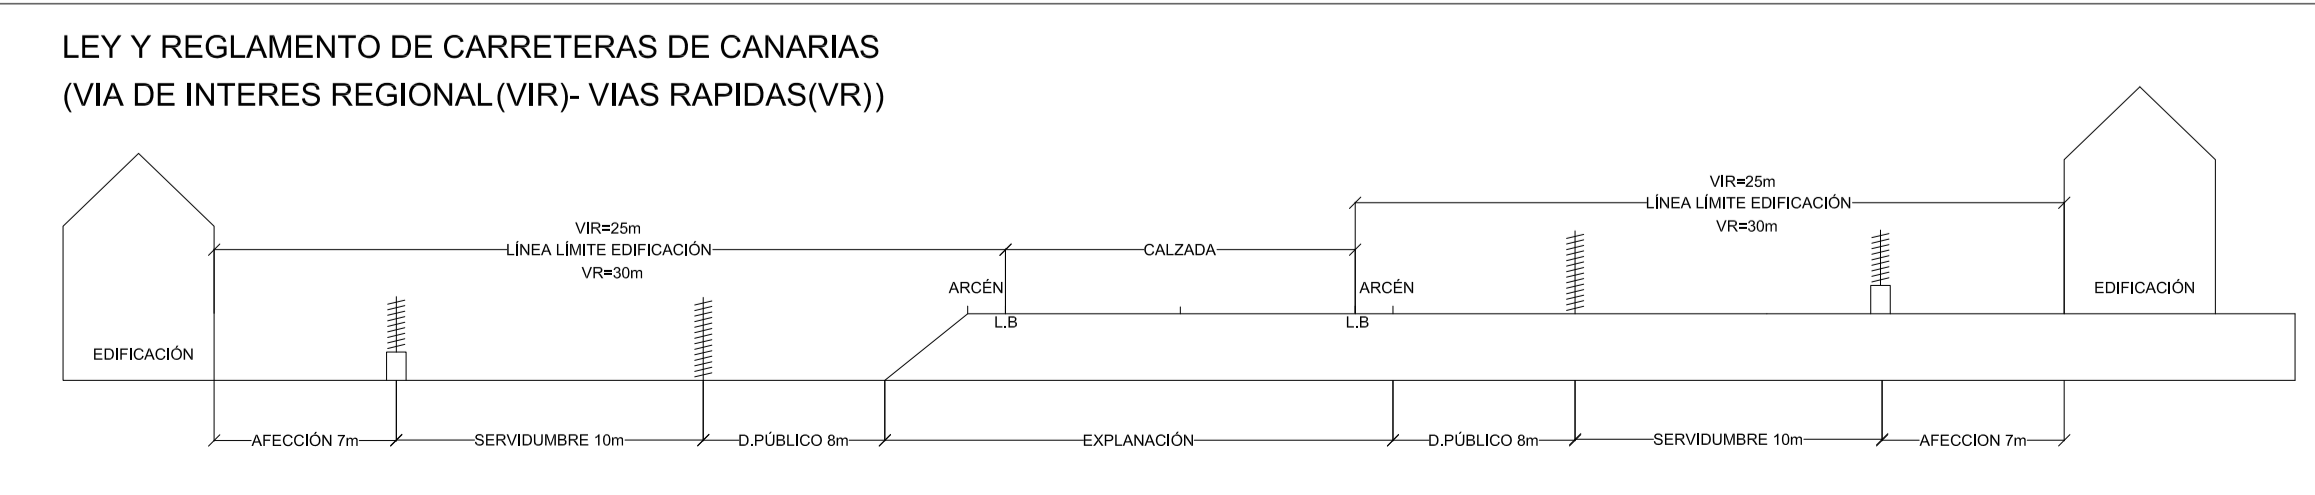 LEY Y REGLAMENTO DE CARRETERAS DE CANARIAS
(VIA DE INTERES REGIONAL(VIR)- VIAS RAPIDAS(VR))
VIR=25m
LÍNEA LÍMITE EDIFICACIÓN
VR=30m
VIR=25m
LÍNEA LÍMITE EDIFICACIÓN
VR=30m
CALZADA
ARCÉN
ARCÉN
EDIFICACIÓN
L.B
L.B
EDIFICACIÓN
AFECCIÓN 7m
SERVIDUMBRE 10m
D.PÚBLICO 8m
EXPLANACIÓN
D.PÚBLICO 8m
SERVIDUMBRE 10m
AFECCION 7m